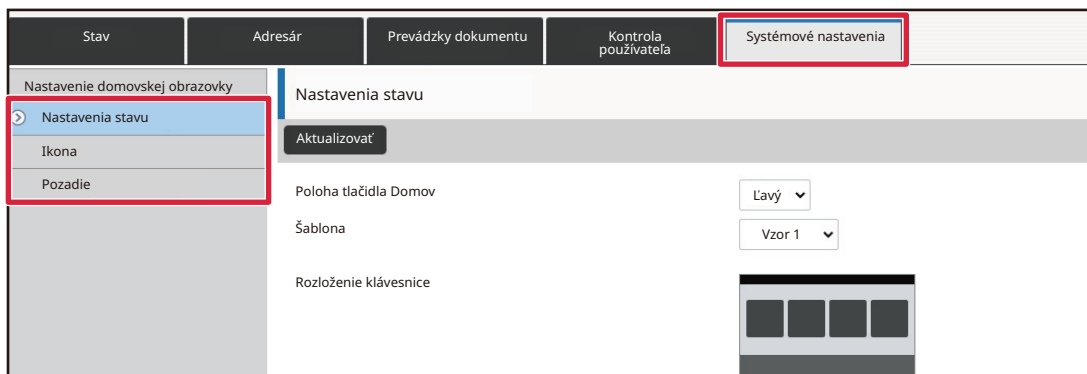 Stav
Adresár
Prevádzky dokumentu
Kontrola
používateľa
Systémové nastavenia
Nastavenie domovskej obrazovky
Nastavenia stavu
Ikona
Pozadie
Nastavenia stavu
Aktualizovať
Poloha tlačidla Domov
Ľavý
Šablona
Vzor 1
Rozloženie klávesnice